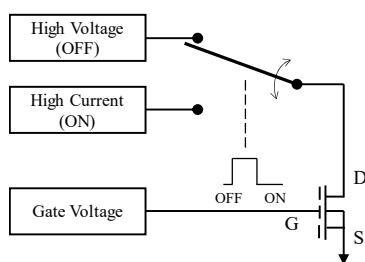 High Voltage
(OFF)
High Current
(ON)
D
OFF ON
Gate Voltage
G
S